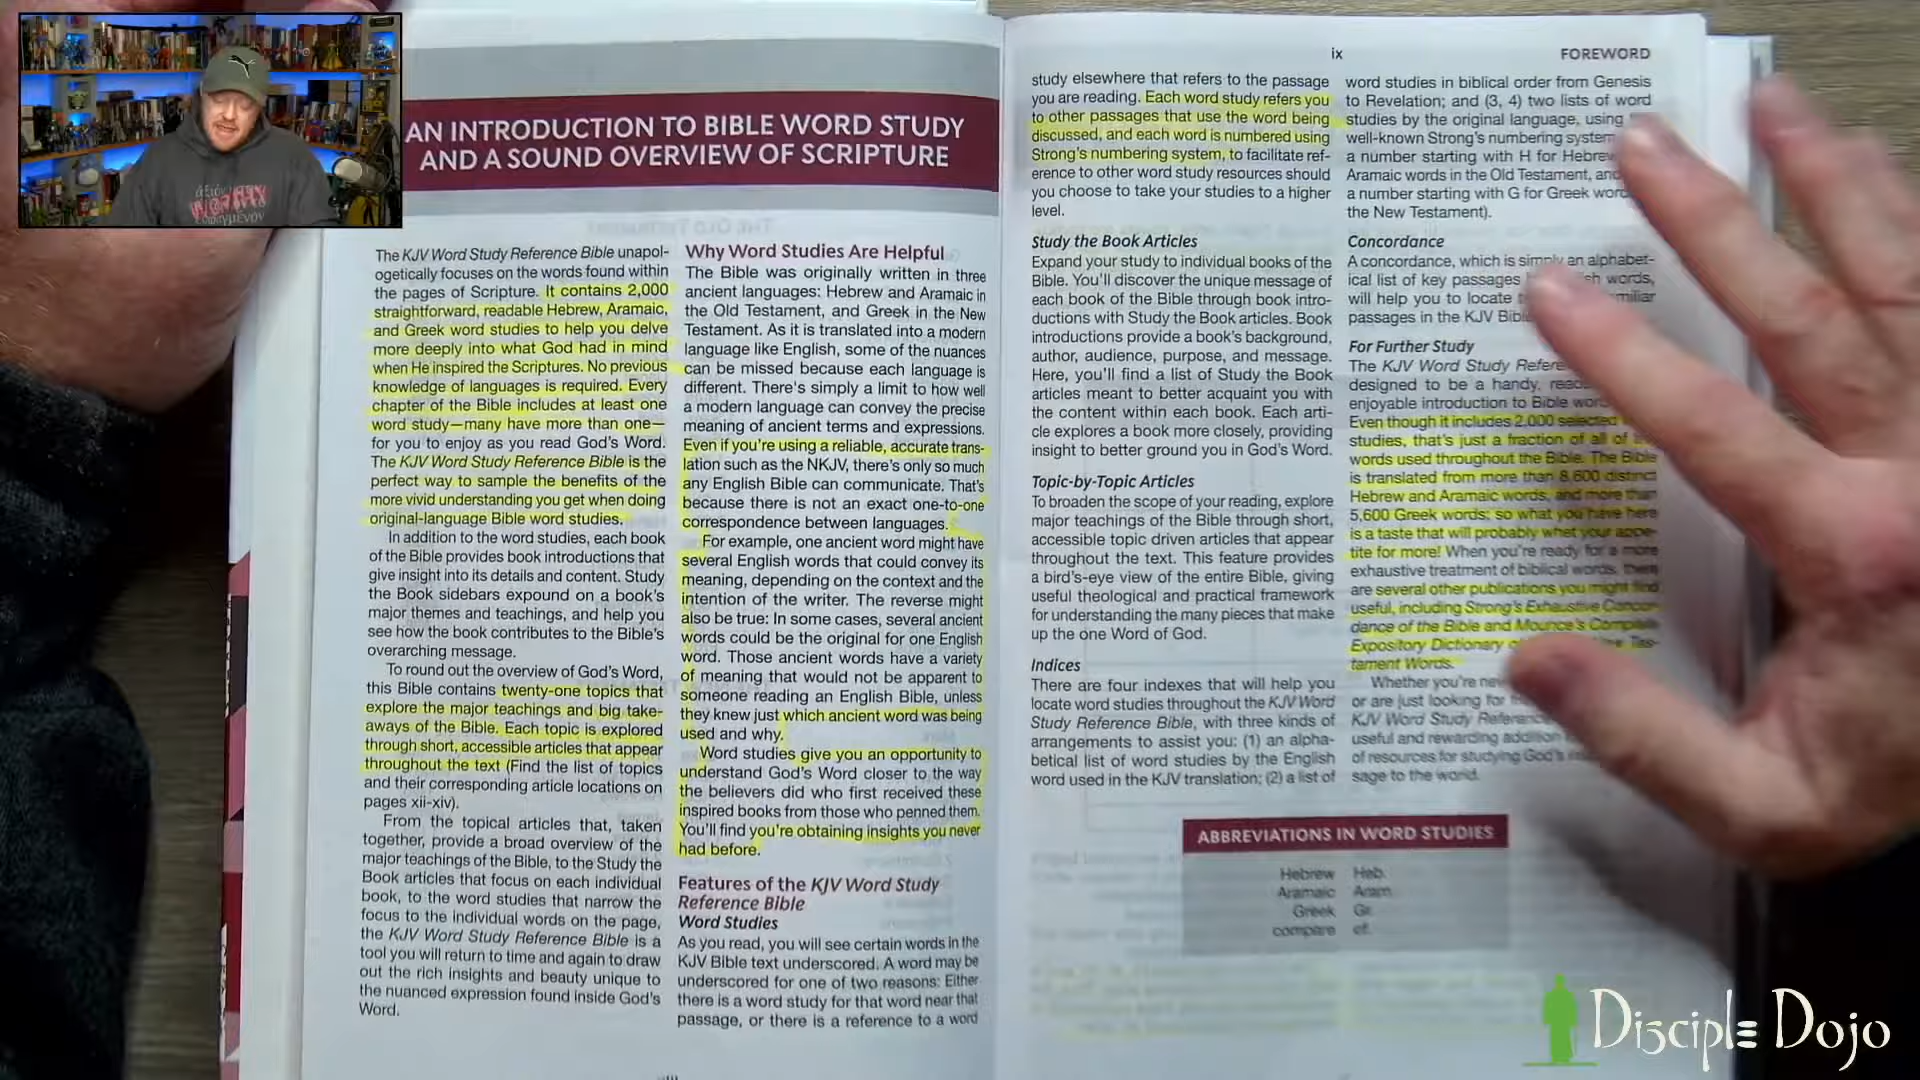 AN INTRODUCTION TO BIBLE WORD STUDY
AND A SOUND OVERVIEW OF SCRIPTURE
The KJV Word Study Reference Bible unapol-
ogetically focuses on the words found within
the pages of Scripture. It contains 2,000
straightforward, readable Hebrew, Aramaic,
and Greek word studies to help you delve
more deeply into what God had in mind
when He inspired the Scriptures. No previous
knowledge of languages is required. Every
chapter of the Bible includes at least one
word study—many have more than one—
for you to enjoy as you read God's Word.
The KJV Word Study Reference Bible is the
perfect way to sample the benefits of the
more vivid understanding you get when doing
original-language Bible word studies.
In addition to the word studies, each book
of the Bible provides book introductions that
give insight into its details and content. Study
the Book sidebars expound on a book's
major themes and teachings, and help you
see how the book contributes to the Bible's
overarching message.
To round out the overview of God's Word,
this Bible contains twenty-one topics that
explore the major teachings and big take-
aways of the Bible. Each topic is explored
through short, accessible articles that appear
throughout the text (Find the list of topics
and their corresponding article locations on
pages xii-xiv).
From the topical articles that, taken
together, provide a broad overview of the
major teachings of the Bible, to the Study the
Book articles that focus on each individual
book, to the word studies that narrow the
focus to the individual words on the page,
the KJV Word Study Reference Bible is a
tool you will return to time and again to draw
out the rich insights and beauty unique to
the nuanced expression found inside God's
Word.
Why Word Studies Are Helpful
The Bible was originally written in three
ancient languages: Hebrew and Aramaic in
the Old Testament, and Greek in the New
Testament. As it is translated into a modern
language like English, some of the nuances
can be missed because each language is
different. There's simply a limit to how well
a modern language can convey the precise
meaning of ancient terms and expressions.
Even if you're using a reliable, accurate trans-
lation such as the NKJV, there's only so much
any English Bible can communicate. That's
because there is not an exact one-to-one
correspondence between languages.
For example, one ancient word might have
several English words that could convey its
meaning, depending on the context and the
intention of the writer. The reverse might
also be true: In some cases, several ancient
words could be the original for one English
word. Those ancient words have a variety
of meaning that would not be apparent to
someone reading an English Bible, unless
they knew just which ancient word was being
used and why.
Word studies give you an opportunity to
understand God's Word closer to the way
the believers did who first received these
inspired books from those who penned them.
You'll find you're obtaining insights you never
had before.
Features of the KJV Word Study
Reference Bible
Word Studies
As you read, you will see certain words in the
KJV Bible text underscored. A word may be
underscored for one of two reasons: Either
there is a word study for that word near that
passage, or there is a reference to a word
ix
FOREWORD
study elsewhere that refers to the passage
you are reading. Each word study refers you
to other passages that use the word being
discussed, and each word is numbered using
Strong's numbering system, to facilitate ref-
erence to other word study resources should
you choose to take your studies to a higher
level.
Study the Book Articles
Expand your study to individual books of the
Bible. You'll discover the unique message of
each book of the Bible through book intro-
ductions with Study the Book articles. Book
introductions provide a book's background,
author, audience, purpose, and message.
Here, you'll find a list of Study the Book
articles meant to better acquaint you with
the content within each book. Each arti-
cle explores a book more closely, providing
insight to better ground you in God's Word.
Topic-by-Topic Articles
To broaden the scope of your reading, explore
major teachings of the Bible through short,
accessible topic driven articles that appear
throughout the text. This feature provides
a bird's-eye view of the entire Bible, giving
useful theological and practical framework
for understanding the many pieces that make
up the one Word of God.
Indices
There are four indexes that will help you
locate word studies throughout the KJV Word
Study Reference Bible, with three kinds of
arrangements to assist you: (1) an alpha-
betical list of word studies by the English
word used in the KJV translation; (2) a list of
word studies in biblical order from Genesis
to Revelation; and (3, 4) two lists of word
studies by the original language, using
well-known Strong's numbering system
a number starting with H for Hebrew
Aramaic words in the Old Testament, and
a number starting with G for Greek
the New Testament).
Concordance
A concordance, which is simply an alphabet-
ical list of key passages words,
will help you to locate
passages in the KJV Bible
For Further Study
The KJV Word Study
designed to be a handy,
enjoyable introduction to Bible
Even though it includes 2,000 selected
studies, that's just a fraction of all of
words used throughout the Bible. The Bible
is translated from more than 8,600 distinct
Hebrew and Aramaic words, and more than
5,600 Greek words; so what you have here
is a taste that will probably whet your appe-
tite for more! When you're ready for a more
exhaustive treatment of biblical words, there
are several other publications you might find
useful, including Strong's Exhaustive Concor-
dance of the Bible and Mounce's Complete
Expository Dictionary Tes-
tament Words.
Whether you're new
or are just looking for
KJV Word Study Reference
useful and rewarding addition
of resources for studying God's
sage to the world.
ABBREVIATIONS IN WORD STUDIES
Hebrew Heb.
Aramaic Aram.
Greek Gr.
compare cf.
Disciple Dojo